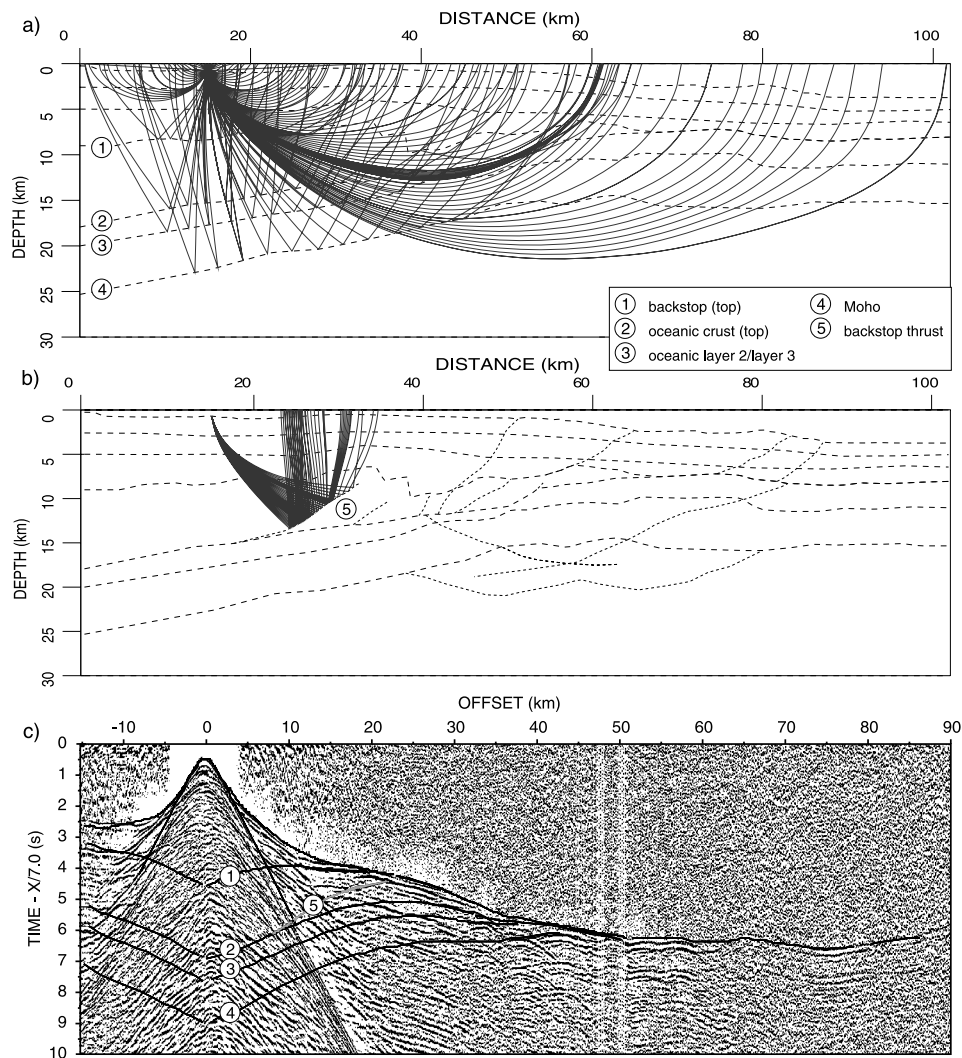 a)
DISTANCE (km)
0 20 40 60 80 100
0
5
10
15
20
25
30
DEPTH (km)
1
2
3
4
1 backstop (top)
2 oceanic crust (top)
3 oceanic layer 2/layer 3
4 Moho
5 backstop thrust
b)
DISTANCE (km)
0 20 40 60 80 100
0
5
10
15
20
25
30
DEPTH (km)
5
OFFSET (km)
c)
-10 0 10 20 30 40 50 60 70 80 90
0
1
2
3
4
5
6
7
8
9
10
TIME - X/7.0 (s)
1
5
2
3
4